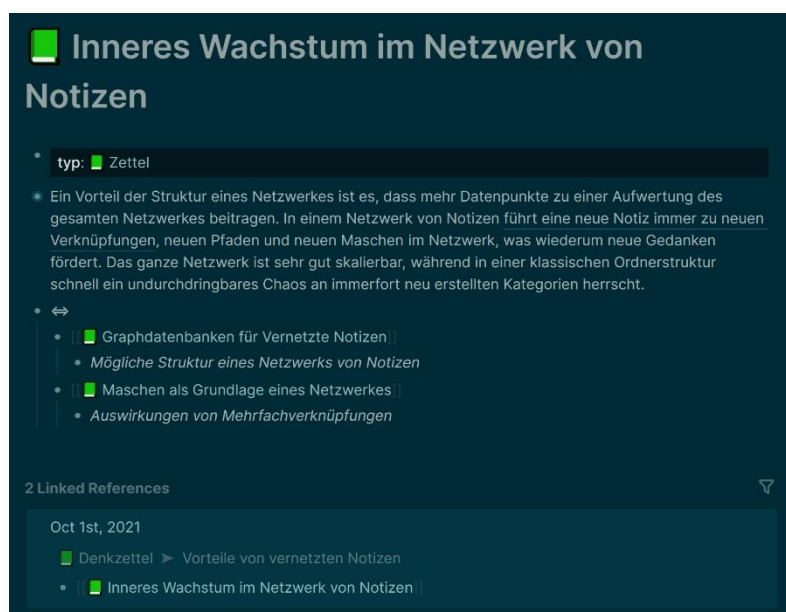 📗 Inneres Wachstum im Netzwerk von
Notizen
typ: 📗 Zettel
Ein Vorteil der Struktur eines Netzwerkes ist es, dass mehr Datenpunkte zu einer Aufwertung des
gesamten Netzwerkes beitragen. In einem Netzwerk von Notizen führt eine neue Notiz immer zu neuen
Verknüpfungen, neuen Pfaden und neuen Maschen im Netzwerk, was wiederum neue Gedanken
fördert. Das ganze Netzwerk ist sehr gut skalierbar, während in einer klassischen Ordnerstruktur
schnell ein undurchdringbares Chaos an immerfort neu erstellten Kategorien herrscht.
⇔
[[📗 Graphdatenbanken für Vernetzte Notizen]]
Mögliche Struktur eines Netzwerks von Notizen
[[📗 Maschen als Grundlage eines Netzwerkes]]
Auswirkungen von Mehrfachverknüpfungen
2 Linked References
Oct 1st, 2021
📗 Denkzettel ➤ Vorteile von vernetzten Notizen
[[📗 Inneres Wachstum im Netzwerk von Notizen]]